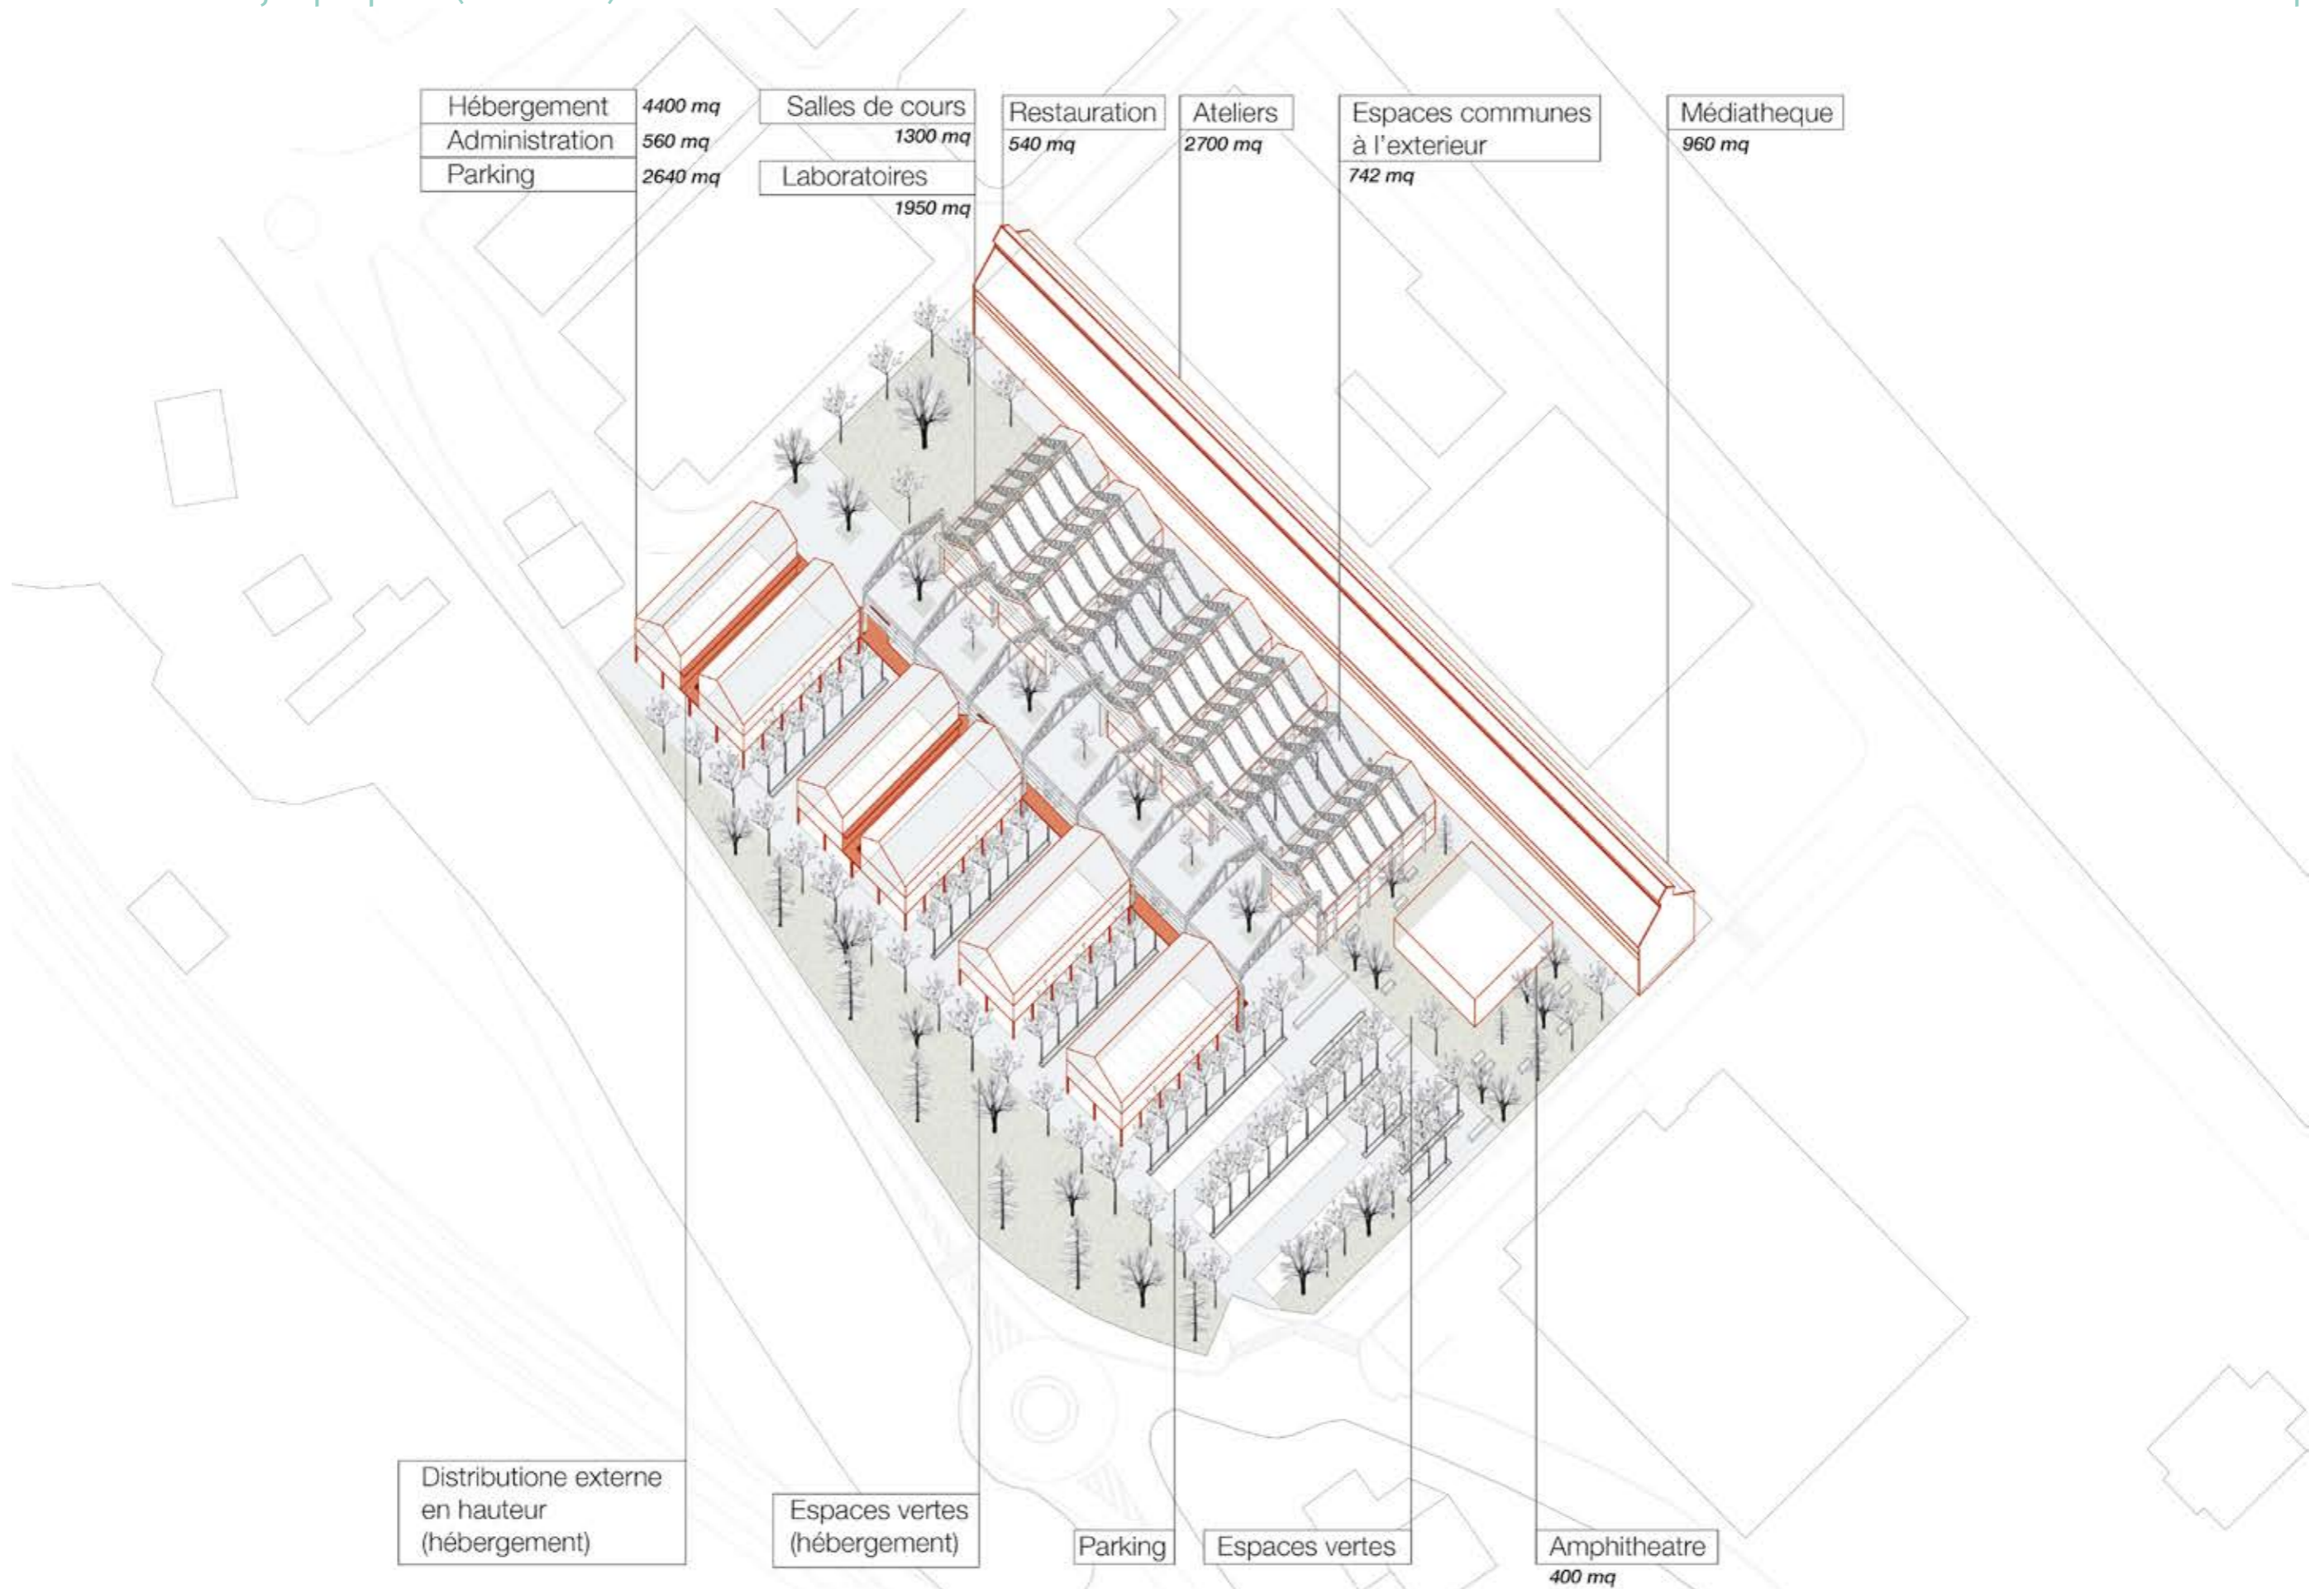 Hébergement 4400 mq
Administration 560 mq
Parking 2640 mq
Salles de cours
1300 mq
Laboratoires
1950 mq
Restauration
540 mq
Ateliers
2700 mq
Espaces communes
à l'exterieur
742 mq
Médiatheque
960 mq
Distributione externe
en hauteur
(hébergement)
Espaces vertes
(hébergement)
Parking
Espaces vertes
Amphitheatre
400 mq